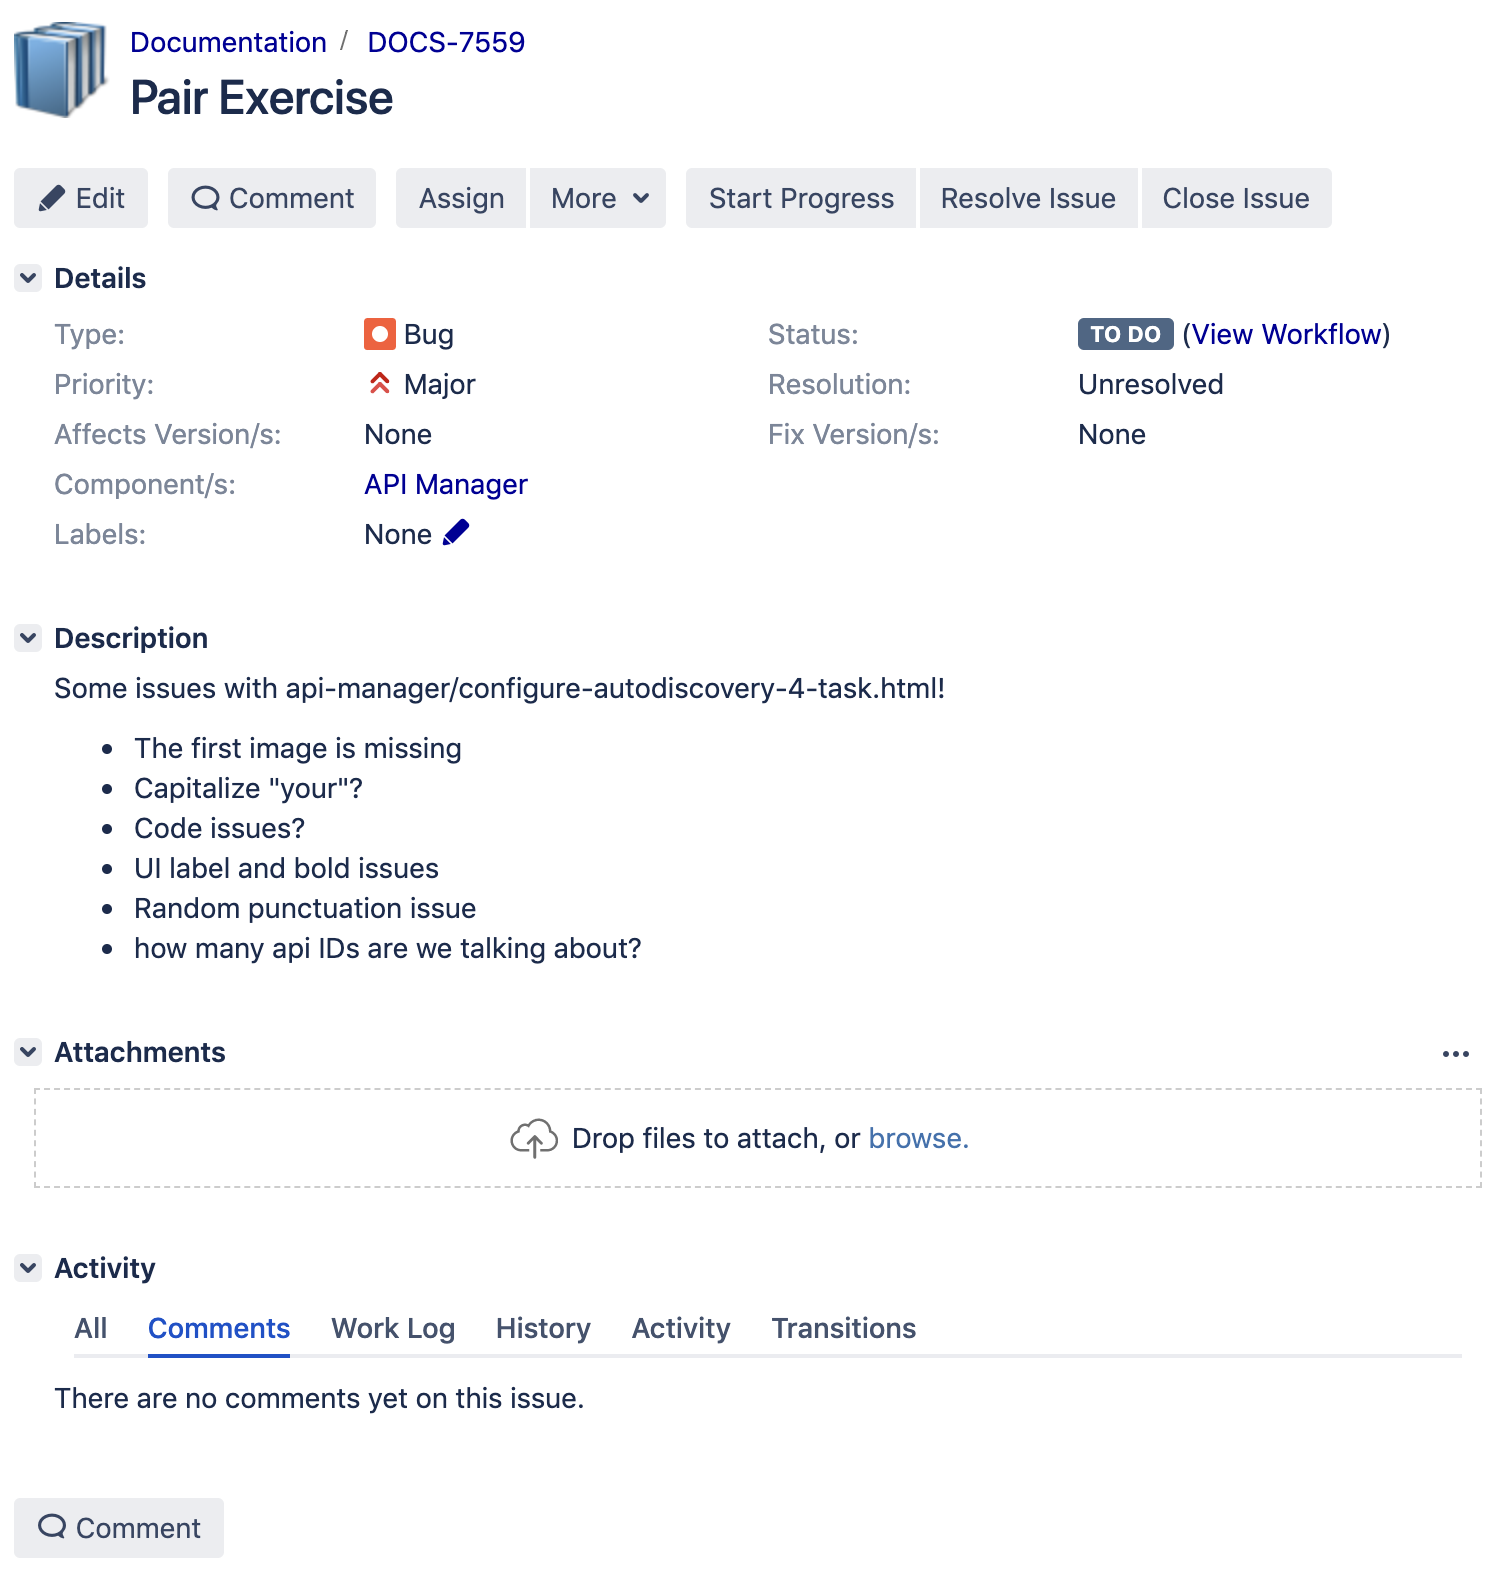 Documentation / DOCS-7559
Pair Exercise
Edit Comment Assign More Start Progress Resolve Issue Close Issue
Details
Type: Bug Status: TO DO (View Workflow)
Priority: Major Resolution: Unresolved
Affects Version/s: None Fix Version/s: None
Component/s: API Manager
Labels: None
Description
Some issues with api-manager/configure-autodiscovery-4-task.html!
• The first image is missing
• Capitalize "your"?
• Code issues?
• UI label and bold issues
• Random punctuation issue
• how many api IDs are we talking about?
Attachments
Drop files to attach, or browse.
Activity
All Comments Work Log History Activity Transitions
There are no comments yet on this issue.
Comment